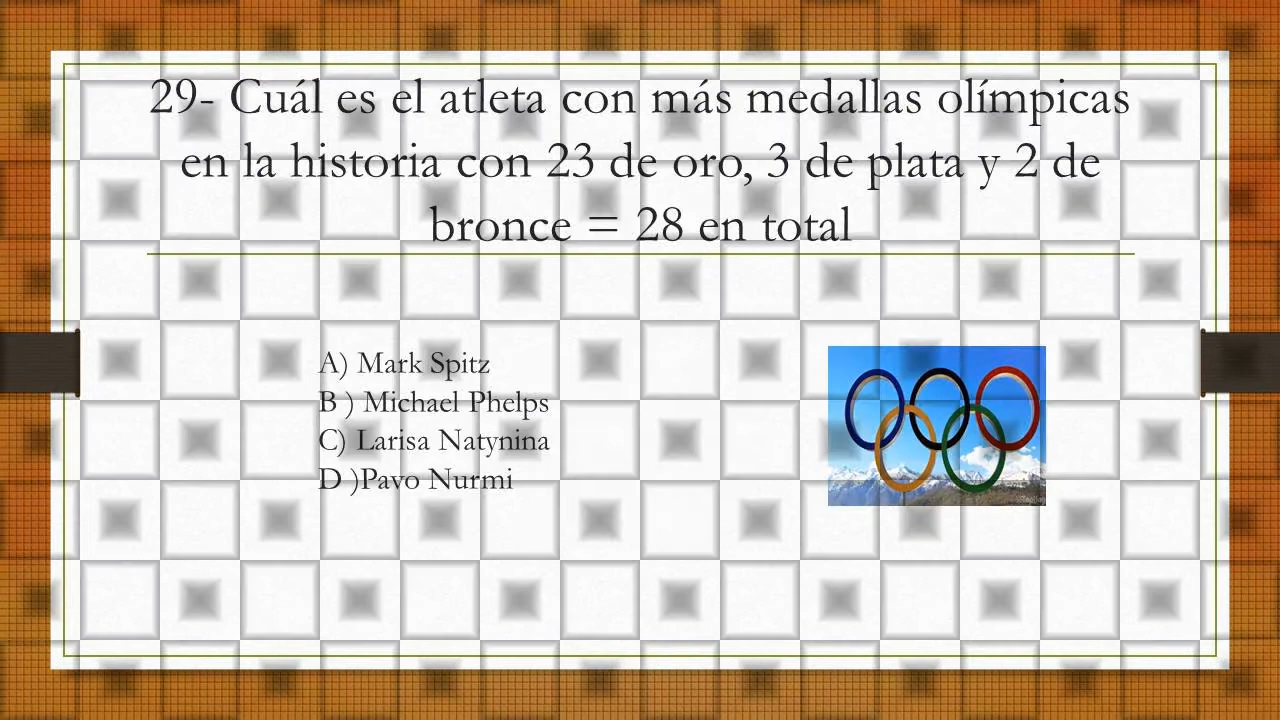 29- Cuál es el atleta con más medallas olímpicas
en la historia con 23 de oro, 3 de plata y 2 de
bronce = 28 en total
A) Mark Spitz
B ) Michael Phelps
C) Larisa Natynina
D )Pavo Nurmi